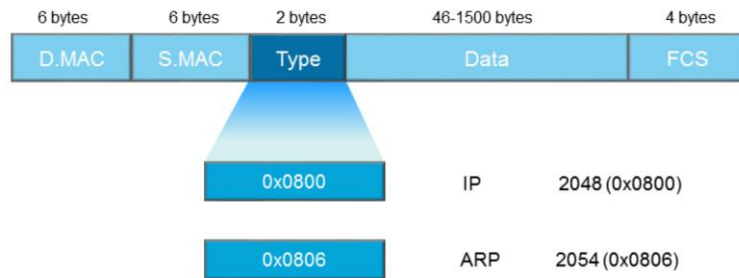 6 bytes 6 bytes 2 bytes 46-1500 bytes 4 bytes
D.MAC S.MAC Type Data FCS
0x0800 IP 2048 (0x0800)
0x0806 ARP 2054 (0x0806)